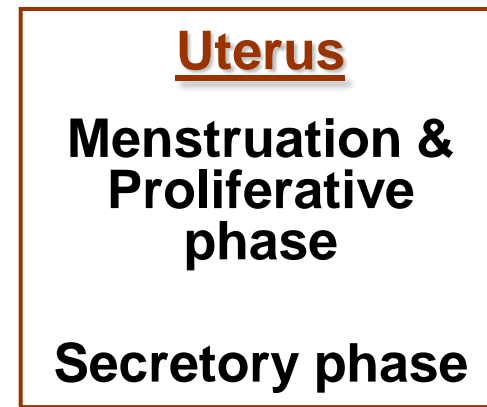 Uterus
Menstruation &
Proliferative
phase
Secretory phase